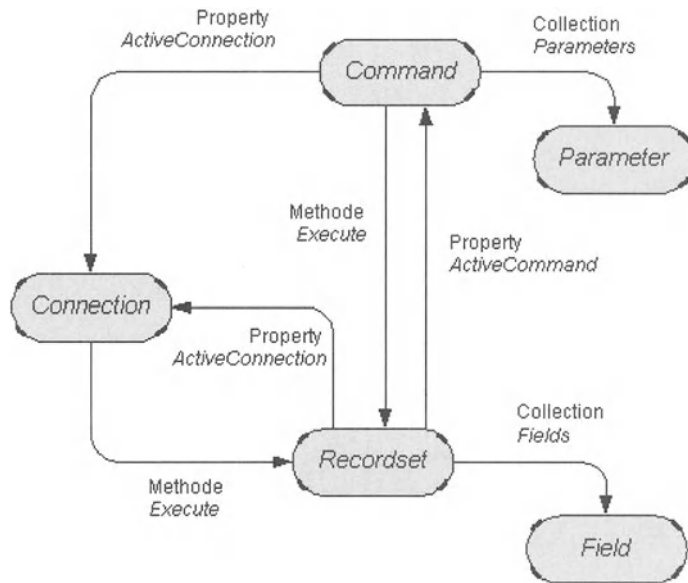 Property
ActiveConnection
Command
Collection
Parameters
Parameter
Methode
Execute
Property
ActiveCommand
Connection
Property
ActiveConnection
Collection
Fields
Recordset
Methode
Execute
Field